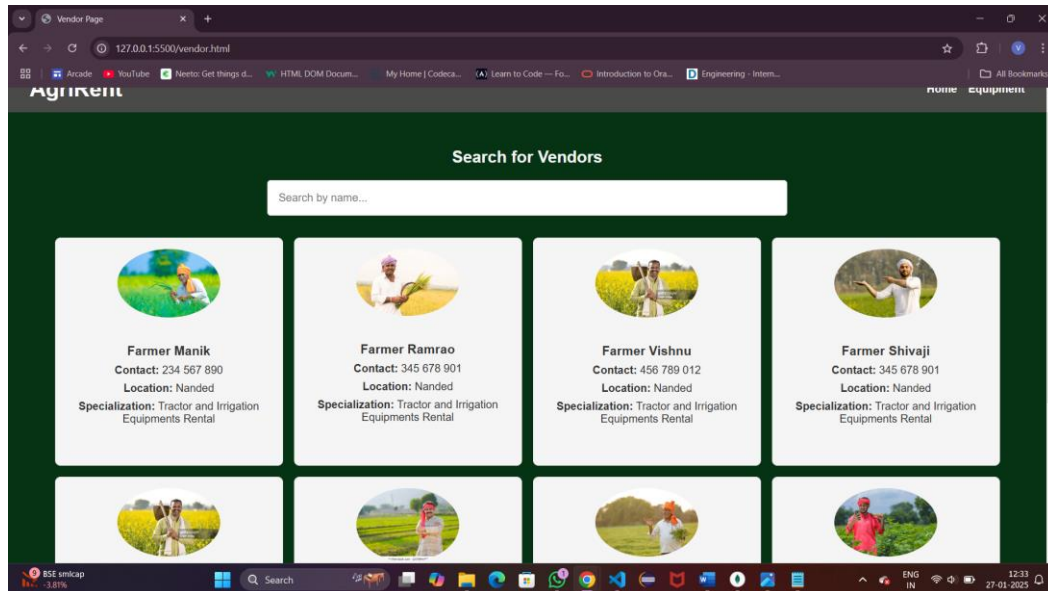 Vendor Page
127.0.0.1:5500/vendor.html
Arcade YouTube Neeto: Get things d... HTML DOM Docum... My Home | Codeca... Learn to Code — Fo... Introduction to Ora... Engineering - Intern... All Bookmarks
AgriRent Home Equipment
Search for Vendors
Search by name...
Farmer Manik
Contact: 234 567 890
Location: Nanded
Specialization: Tractor and Irrigation
Equipments Rental
Farmer Ramrao
Contact: 345 678 901
Location: Nanded
Specialization: Tractor and Irrigation
Equipments Rental
Farmer Vishnu
Contact: 456 789 012
Location: Nanded
Specialization: Tractor and Irrigation
Equipments Rental
Farmer Shivaji
Contact: 345 678 901
Location: Nanded
Specialization: Tractor and Irrigation
Equipments Rental
9
BSE smlcap
-3.81%
Search
ENG
IN
12:33
27-01-2025